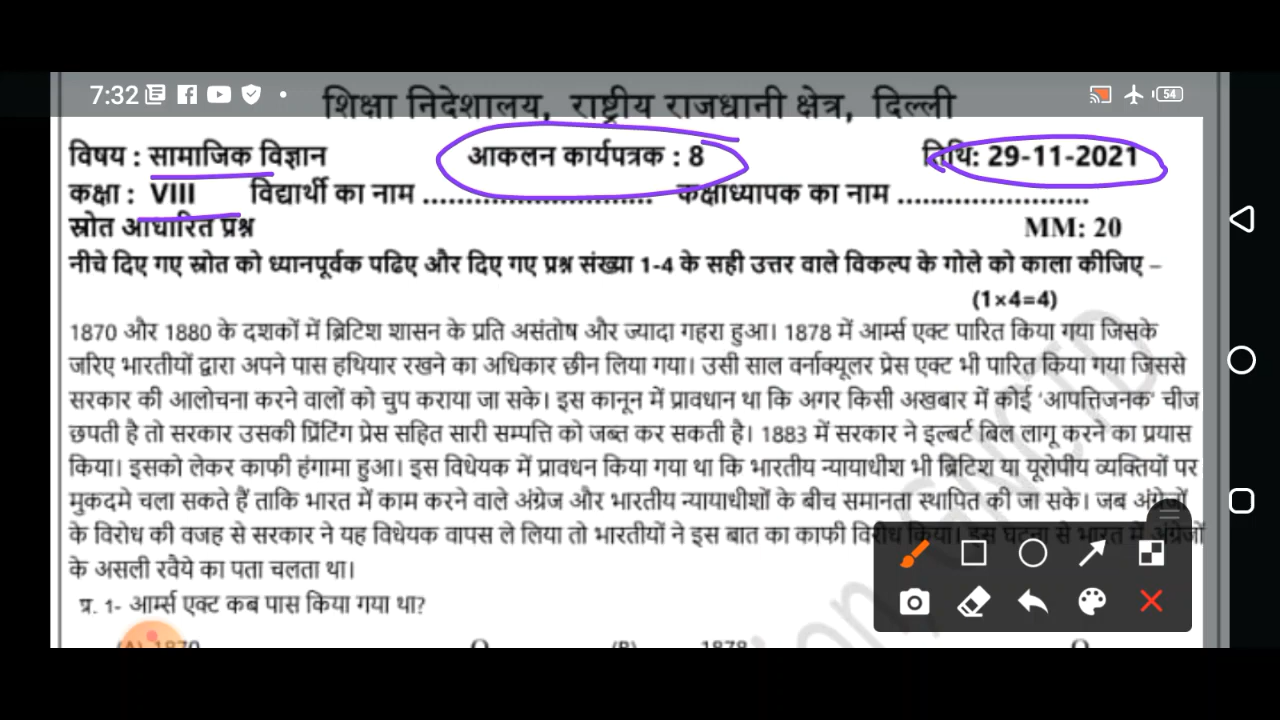 7:32
54
शिक्षा निदेशालय, राष्ट्रीय राजधानी क्षेत्र, दिल्ली
विषय : सामाजिक विज्ञान आकलन कार्यपत्रक : 8 तिथि: 29-11-2021
कक्षा : VIII विद्यार्थी का नाम ........................... कक्षाध्यापक का नाम .......................
स्रोत आधारित प्रश्न MM: 20
नीचे दिए गए स्रोत को ध्यानपूर्वक पढिए और दिए गए प्रश्न संख्या 1-4 के सही उत्तर वाले विकल्प के गोले को काला कीजिए –
(1×4=4)
1870 और 1880 के दशकों में ब्रिटिश शासन के प्रति असंतोष और ज्यादा गहरा हुआ। 1878 में आर्म्स एक्ट पारित किया गया जिसके
जरिए भारतीयों द्वारा अपने पास हथियार रखने का अधिकार छीन लिया गया। उसी साल वर्नाक्यूलर प्रेस एक्ट भी पारित किया गया जिससे
सरकार की आलोचना करने वालों को चुप कराया जा सके। इस कानून में प्रावधान था कि अगर किसी अखबार में कोई ‘आपत्तिजनक’ चीज
छपती है तो सरकार उसकी प्रिंटिंग प्रेस सहित सारी सम्पत्ति को जब्त कर सकती है। 1883 में सरकार ने इल्बर्ट बिल लागू करने का प्रयास
किया। इसको लेकर काफी हंगामा हुआ। इस विधेयक में प्रावधन किया गया था कि भारतीय न्यायाधीश भी ब्रिटिश या यूरोपीय व्यक्तियों पर
मुकदमे चला सकते हैं ताकि भारत में काम करने वाले अंग्रेज और भारतीय न्यायाधीशों के बीच समानता स्थापित की जा सके। जब अंग्रेजों
के विरोध की वजह से सरकार ने यह विधेयक वापस ले लिया तो भारतीयों ने इस बात का काफी विरोध किया। इस घटना से भारत में अंग्रेजों
के असली रवैये का पता चलता था।
प्र. 1- आर्म्स एक्ट कब पास किया गया था?
(A) 1870 (B) 1878